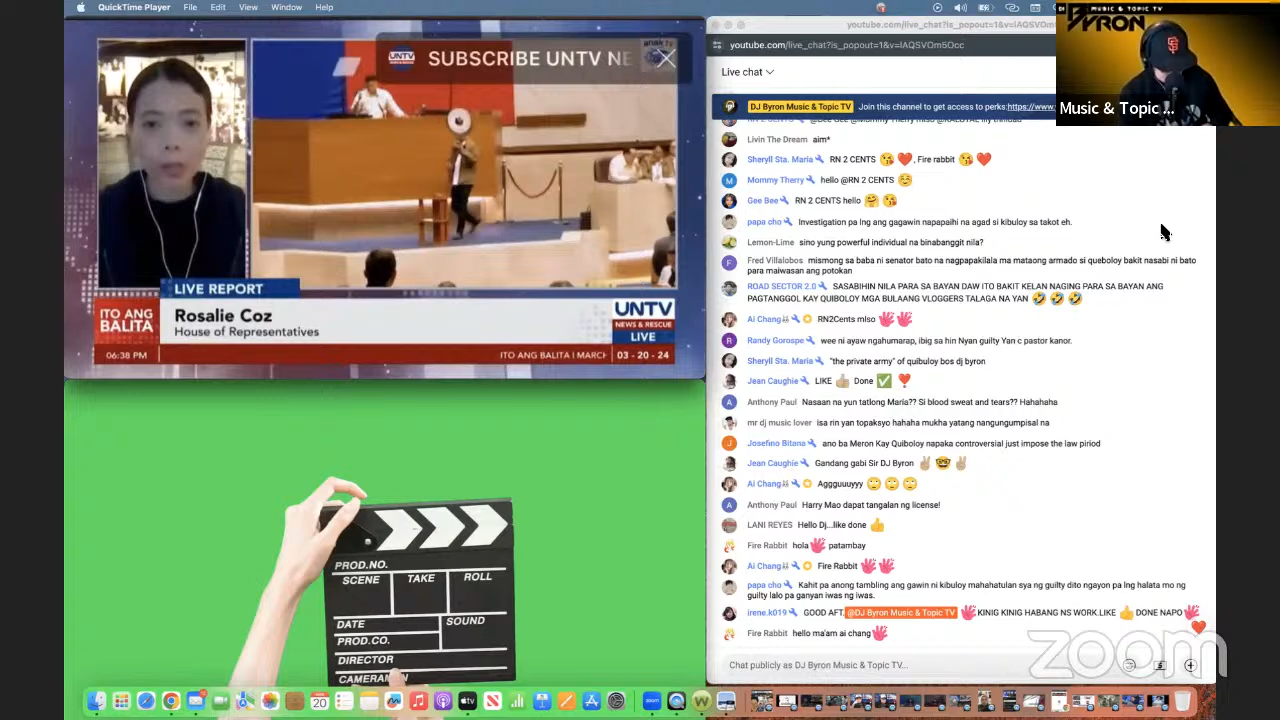 QuickTime Player File Edit View Window Help
SUBSCRIBE UNTV NE
UNTV
LIVE REPORT
ITO ANG
BALITA
Rosalie Coz
House of Representatives
UNTV
NEWS & RESCUE
LIVE
06:38 PM
ITO ANG BALITA I MARCH
03 - 20 - 24
PROD.NO.
SCENE TAKE ROLL
DATE
SOUND
PROD.CO.
DIRECTOR
CAMERAMAN
youtube.com/live_chat?is_popout=1&v=IAQSVOm5
youtube.com/live_chat?is_popout=1&v=IAQSVOm5Occ
Live chat
DJ Byron Music & Topic TV Join this channel to get access to perks:https://www.
Livin The Dream aim*
Sheryll Sta. Maria RN 2 CENTS 😘❤️, Fire rabbit 😘❤️
Mommy Therry hello @RN 2 CENTS ☺️
Gee Bee RN 2 CENTS hello 🤗😘
papa cho Investigation pa lng ang gagawin napapaihi na agad si kibuloy sa takot eh.
Lemon-Lime sino yung powerful individual na binabanggit nila?
Fred Villalobos mismong sa baba ni senator bato na nagpapakilala ma mataong armado si queboloy bakit nasabi ni bato
para maiwasan ang potokan
ROAD SECTOR 2.0 SASABIHIN NILA PARA SA BAYAN DAW ITO BAKIT KELAN NAGING PARA SA BAYAN ANG
PAGTANGGOL KAY QUIBOLOY MGA BULAANG VLOGGERS TALAGA NA YAN 🤣🤣🤣
Ai Chang RN2Cents mlso
Randy Gorospe wee ni ayaw ngahumarap, ibig sa hin Nyan guilty Yan c pastor kanor.
Sheryll Sta. Maria "the private army" of quibuloy bos dj byron
Jean Caughie LIKE 👍🏼 Done ✅ ❣️
Anthony Paul Nasaan na yun tatlong Maria?? Si blood sweat and tears?? Hahahaha
mr dj music lover isa rin yan topaksyo hahaha mukha yatang nangungumpisal na
Josefino Bitana ano ba Meron Kay Quiboloy napaka controversial just impose the law piriod
Jean Caughie Gandang gabi Sir DJ Byron ✌🏼🤓✌🏼
Ai Chang Aggguuuyyy 🙄🙄🙄
Anthony Paul Harry Mao dapat tangalan ng license!
LANI REYES Hello Dj...like done 👍
Fire Rabbit hola patambay
Ai Chang Fire Rabbit
papa cho Kahit pa anong tambling ang gawin ni kibuloy mahahatulan sya ng guilty dito ngayon pa lng halata mo ng
guilty lalo pa ganyan iwas ng iwas.
irene.k019 GOOD AFT.@DJ Byron Music & Topic TV KINIG KINIG HABANG NS WORK.LIKE 👍 DONE NAPO
❤️
Fire Rabbit hello ma'am ai chang
Chat publicly as DJ Byron Music & Topic TV...
MUSIC & TOPIC TV
BYRON
Music & Topic ...
zoom